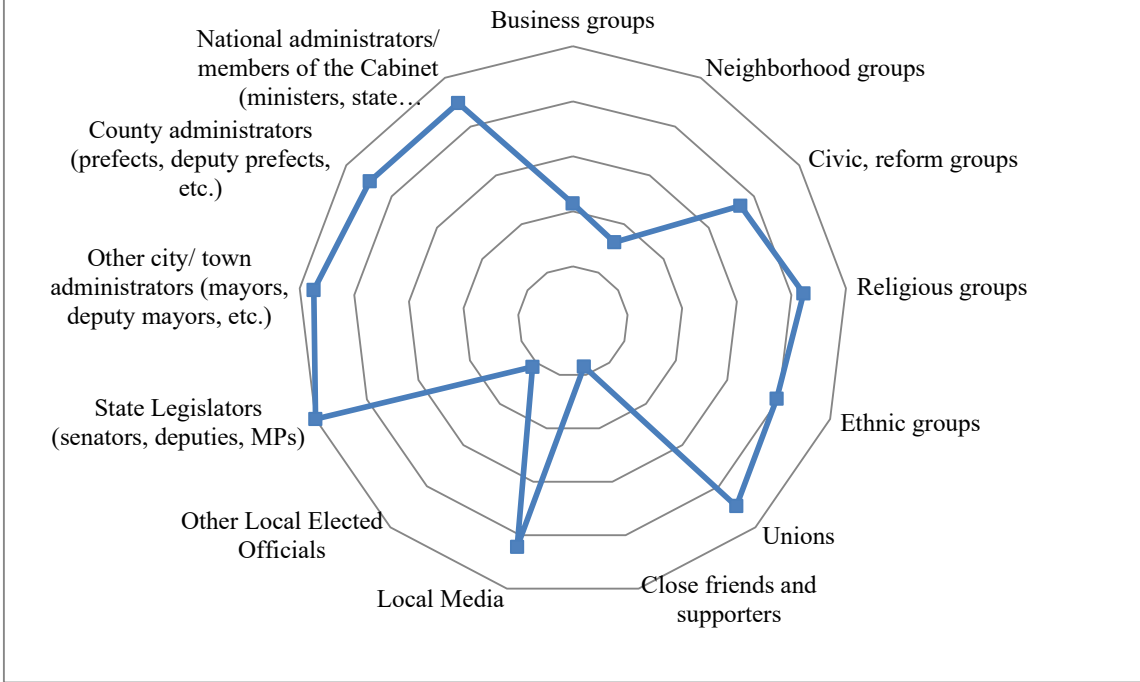 Business groups
Neighborhood groups
Civic, reform groups
Religious groups
Ethnic groups
Unions
Close friends and
supporters
Local Media
Other Local Elected
Officials
State Legislators
(senators, deputies, MPs)
Other city/ town
administrators (mayors,
deputy mayors, etc.)
County administrators
(prefects, deputy prefects,
etc.)
National administrators/
members of the Cabinet
(ministers, state…